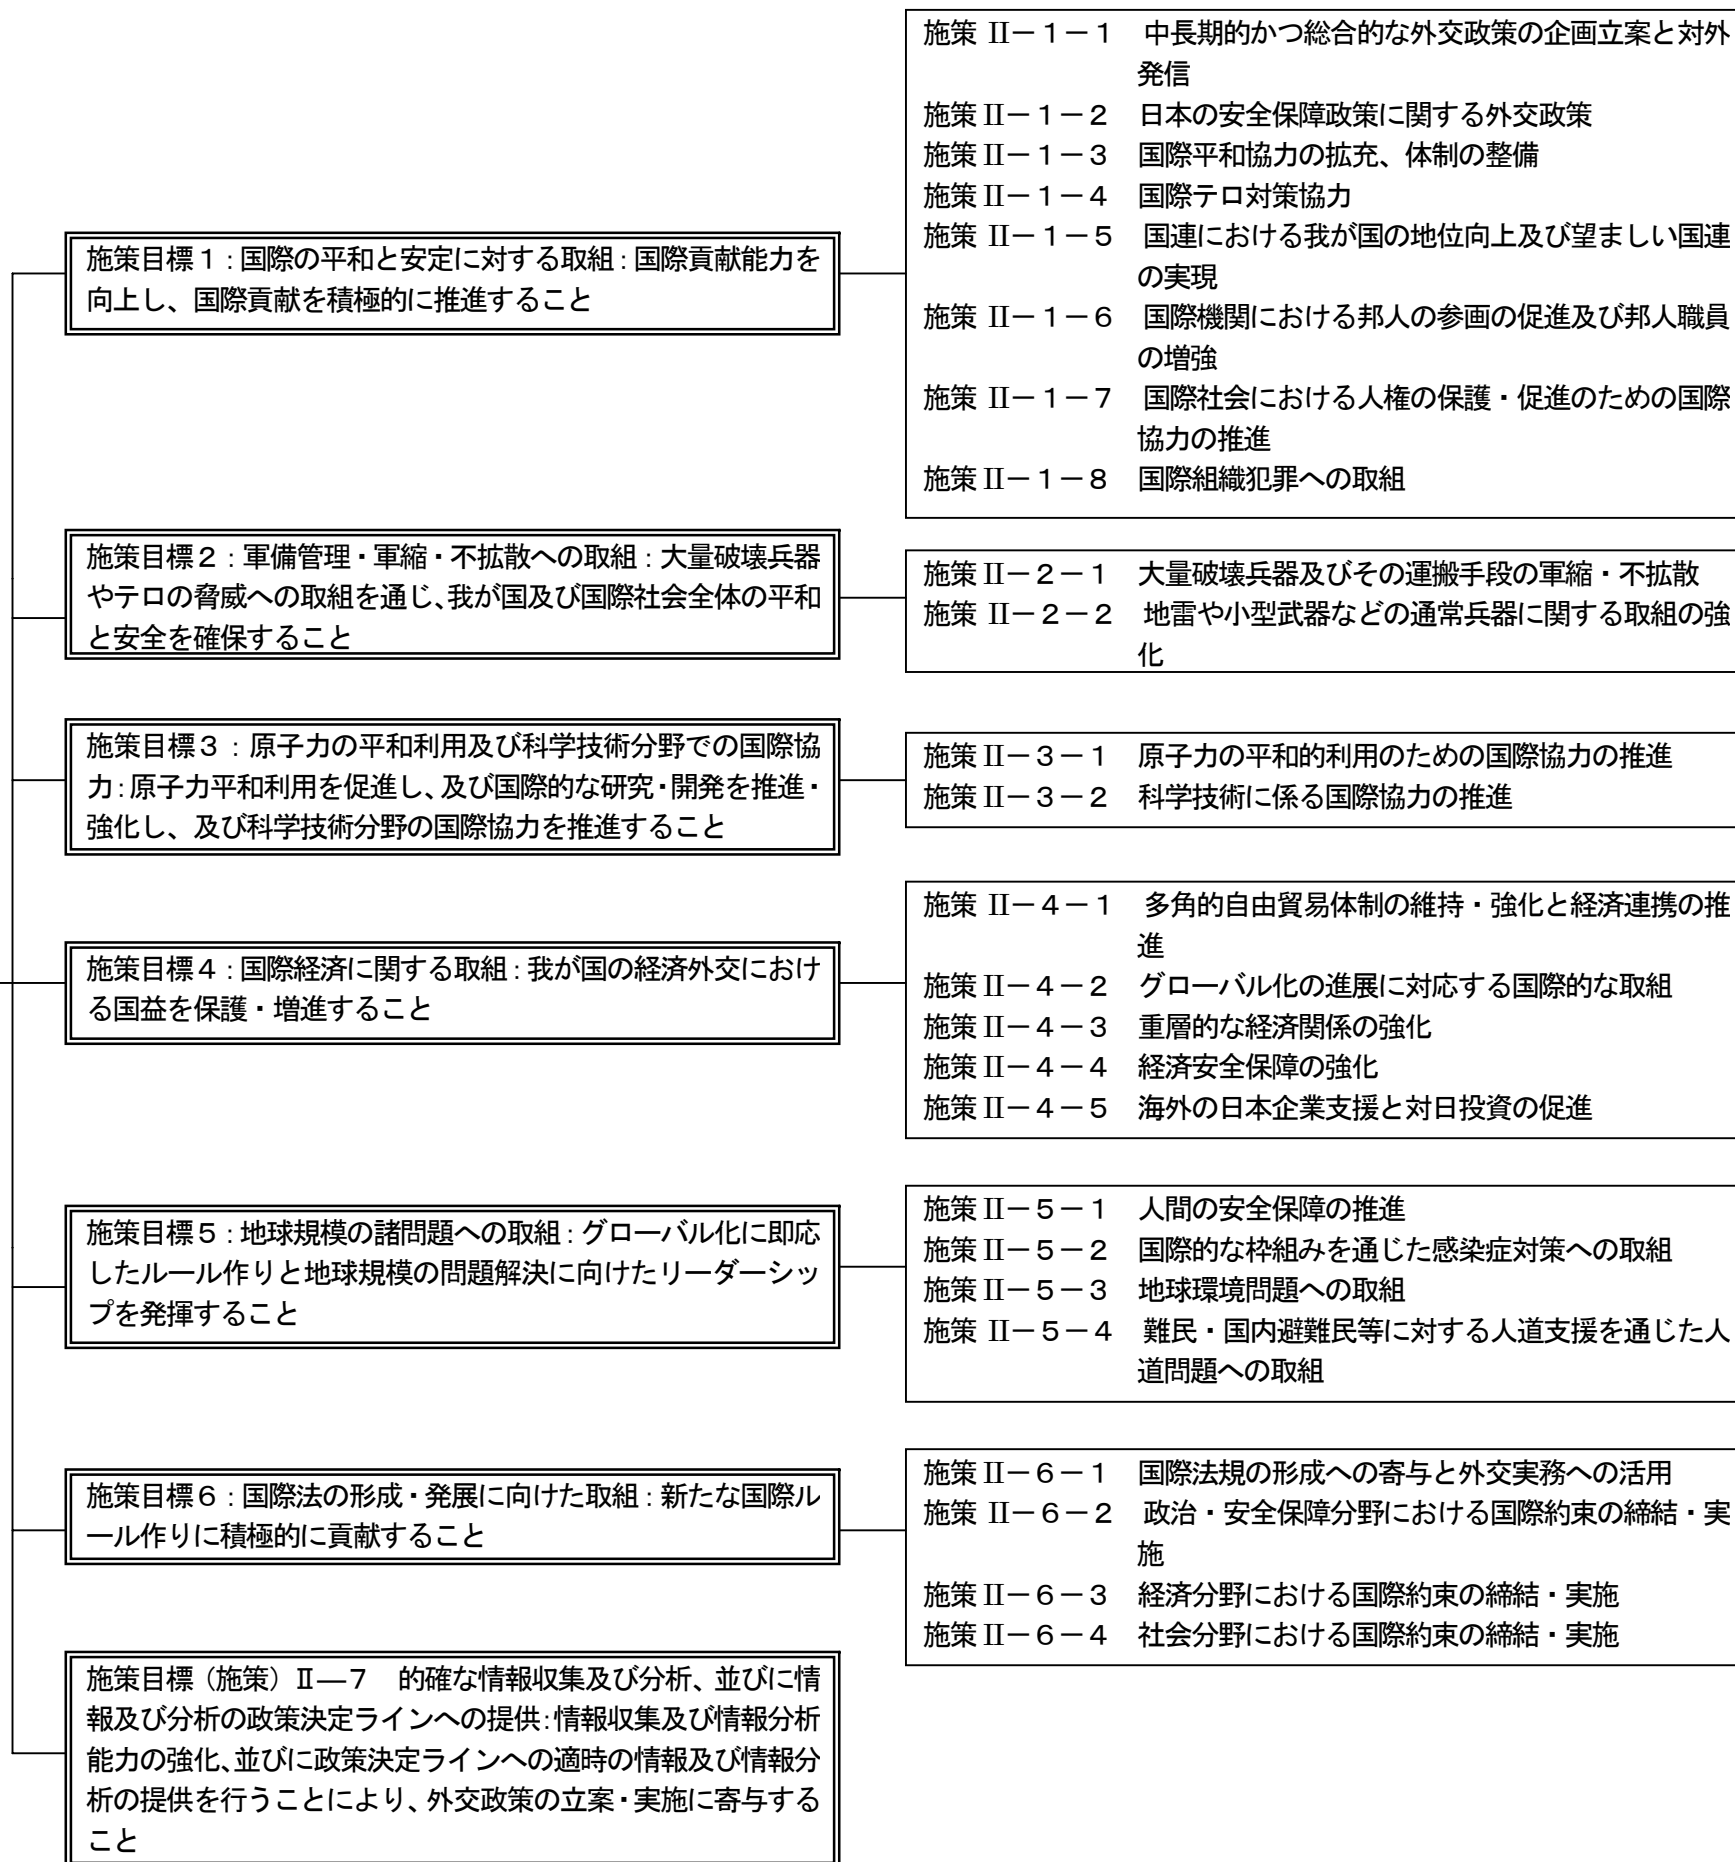 施策目標１：国際の平和と安定に対する取組：国際貢献能力を
向上し、国際貢献を積極的に推進すること
施策 Ⅱ－１－１　中長期的かつ総合的な外交政策の企画立案と対外
発信
施策 Ⅱ－１－２　日本の安全保障政策に関する外交政策
施策 Ⅱ－１－３　国際平和協力の拡充、体制の整備
施策 Ⅱ－１－４　国際テロ対策協力
施策 Ⅱ－１－５　国連における我が国の地位向上及び望ましい国連
の実現
施策 Ⅱ－１－６　国際機関における邦人の参画の促進及び邦人職員
の増強
施策 Ⅱ－１－７　国際社会における人権の保護・促進のための国際
協力の推進
施策 Ⅱ－１－８　国際組織犯罪への取組
施策目標２：軍備管理・軍縮・不拡散への取組：大量破壊兵器
やテロの脅威への取組を通じ、我が国及び国際社会全体の平和
と安全を確保すること
施策 Ⅱ－２－１　大量破壊兵器及びその運搬手段の軍縮・不拡散
施策 Ⅱ－２－２　地雷や小型武器などの通常兵器に関する取組の強
化
施策目標３：原子力の平和利用及び科学技術分野での国際協
力：原子力平和利用を促進し、及び国際的な研究・開発を推進・
強化し、及び科学技術分野の国際協力を推進すること
施策 Ⅱ－３－１　原子力の平和的利用のための国際協力の推進
施策 Ⅱ－３－２　科学技術に係る国際協力の推進
施策目標４：国際経済に関する取組：我が国の経済外交におけ
る国益を保護・増進すること
施策 Ⅱ－４－１　多角的自由貿易体制の維持・強化と経済連携の推
進
施策 Ⅱ－４－２　グローバル化の進展に対応する国際的な取組
施策 Ⅱ－４－３　重層的な経済関係の強化
施策 Ⅱ－４－４　経済安全保障の強化
施策 Ⅱ－４－５　海外の日本企業支援と対日投資の促進
施策目標５：地球規模の諸問題への取組：グローバル化に即応
したルール作りと地球規模の問題解決に向けたリーダーシッ
プを発揮すること
施策 Ⅱ－５－１　人間の安全保障の推進
施策 Ⅱ－５－２　国際的な枠組みを通じた感染症対策への取組
施策 Ⅱ－５－３　地球環境問題への取組
施策 Ⅱ－５－４　難民・国内避難民等に対する人道支援を通じた人
道問題への取組
施策目標６：国際法の形成・発展に向けた取組：新たな国際ル
ール作りに積極的に貢献すること
施策 Ⅱ－６－１　国際法規の形成への寄与と外交実務への活用
施策 Ⅱ－６－２　政治・安全保障分野における国際約束の締結・実
施
施策 Ⅱ－６－３　経済分野における国際約束の締結・実施
施策 Ⅱ－６－４　社会分野における国際約束の締結・実施
施策目標（施策）Ⅱ―７　的確な情報収集及び分析、並びに情
報及び分析の政策決定ラインへの提供：情報収集及び情報分析
能力の強化、並びに政策決定ラインへの適時の情報及び情報分
析の提供を行うことにより、外交政策の立案・実施に寄与する
こと